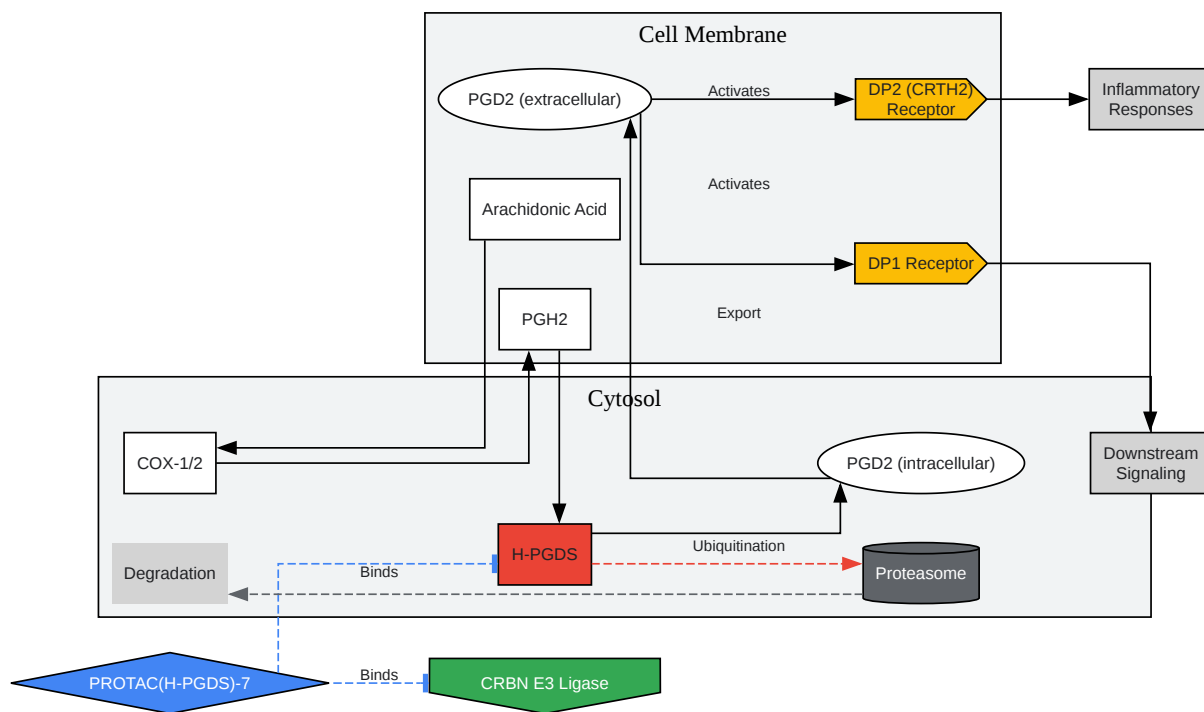 Cell Membrane
PGD2 (extracellular)
Activates
DP2 (CRTH2)
Receptor
Inflammatory
Responses
Activates
Arachidonic Acid
DP1 Receptor
PGH2
Export
Cytosol
COX-1/2
PGD2 (intracellular)
Downstream
Signaling
H-PGDS
Ubiquitination
Degradation
Binds
Proteasome
PROTAC(H-PGDS)-7
Binds
CRBN E3 Ligase